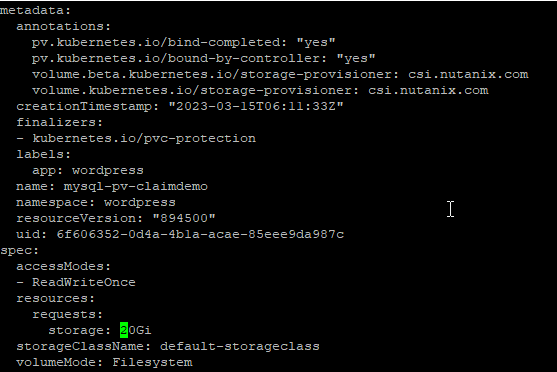 metadata:
  annotations:
    pv.kubernetes.io/bind-completed: "yes"
    pv.kubernetes.io/bound-by-controller: "yes"
    volume.beta.kubernetes.io/storage-provisioner: csi.nutanix.com
    volume.kubernetes.io/storage-provisioner: csi.nutanix.com
  creationTimestamp: "2023-03-15T06:11:33Z"
  finalizers:
  - kubernetes.io/pvc-protection
  labels:
    app: wordpress
  name: mysql-pv-claimdemo
  namespace: wordpress
  resourceVersion: "894500"
  uid: 6f606352-0d4a-4b1a-acae-85eee9da987c
spec:
  accessModes:
  - ReadWriteOnce
  resources:
    requests:
      storage: 20Gi
  storageClassName: default-storageclass
  volumeMode: Filesystem